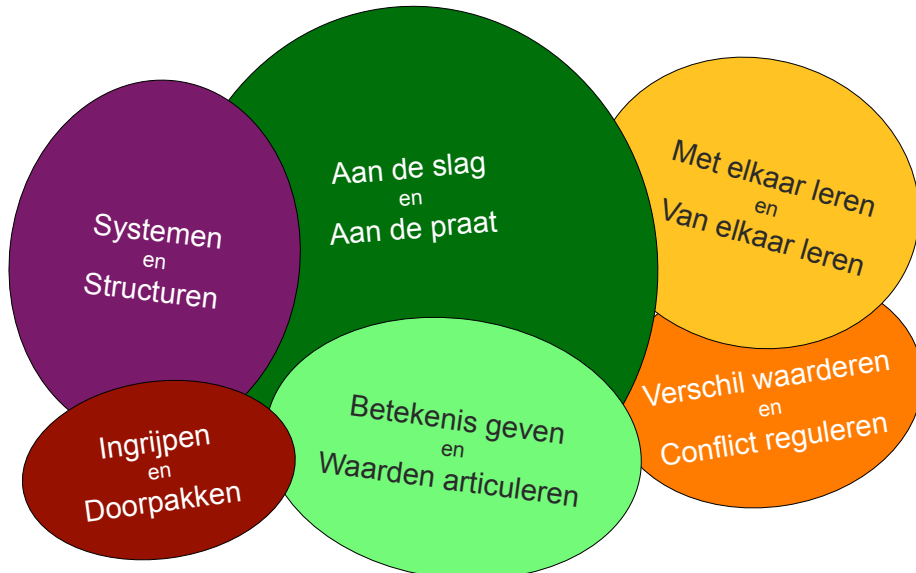 Aan de slag
en
Aan de praat
Met elkaar leren
en
Van elkaar leren
Systemen
en
Structuren
Verschil waarderen
en
Conflict reguleren
Betekenis geven
en
Waarden articuleren
Ingrijpen
en
Doorpakken